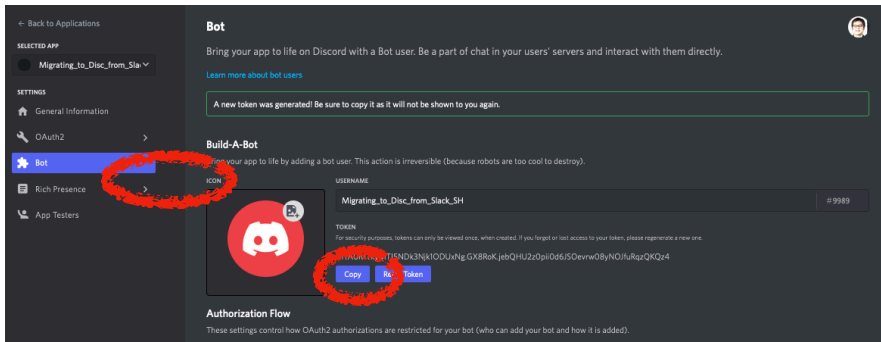 ← Back to Applications
SELECTED APP
Migrating_to_Disc_from_Sla
SETTINGS
General Information
OAuth2
Bot
Rich Presence
App Testers
Bot
Bring your app to life on Discord with a Bot user. Be a part of chat in your users' servers and interact with them directly.
Learn more about bot users
A new token was generated! Be sure to copy it as it will not be shown to you again.
Build-A-Bot
your app to life by adding a bot user. This action is irreversible (because robots are too cool to destroy).
ICON
USERNAME
Migrating_to_Disc_from_Slack_SH
#9989
TOKEN
For security purposes, tokens can only be viewed once, when created. If you forgot or lost access to your token, please regenerate a new one.
Copy
Token
Authorization Flow
These settings control how OAuth2 authorizations are restricted for your bot (who can add your bot and how it is added).